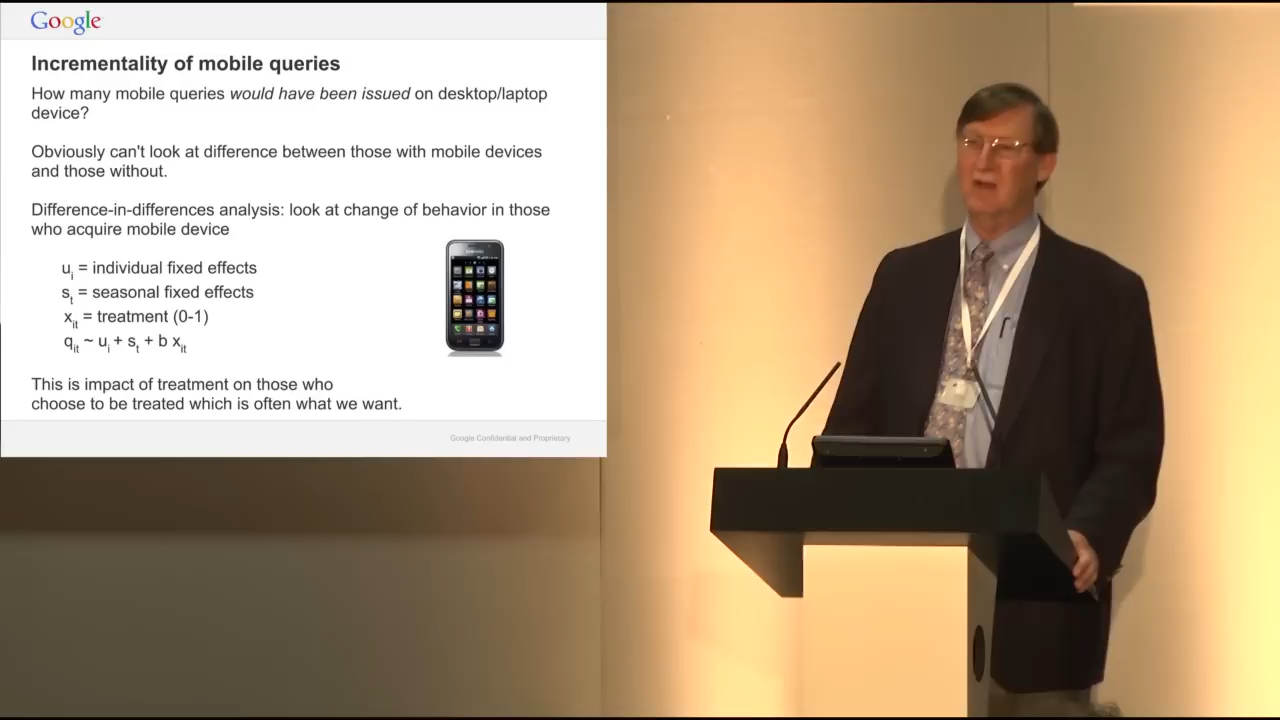 Google
Incrementality of mobile queries
How many mobile queries would have been issued on desktop/laptop
device?
Obviously can't look at difference between those with mobile devices
and those without.
Difference-in-differences analysis: look at change of behavior in those
who acquire mobile device
uᵢ = individual fixed effects
sₜ = seasonal fixed effects
xᵢₜ = treatment (0-1)
qᵢₜ ~ uᵢ + sₜ + b xᵢₜ
This is impact of treatment on those who
choose to be treated which is often what we want.
Google Confidential and Proprietary